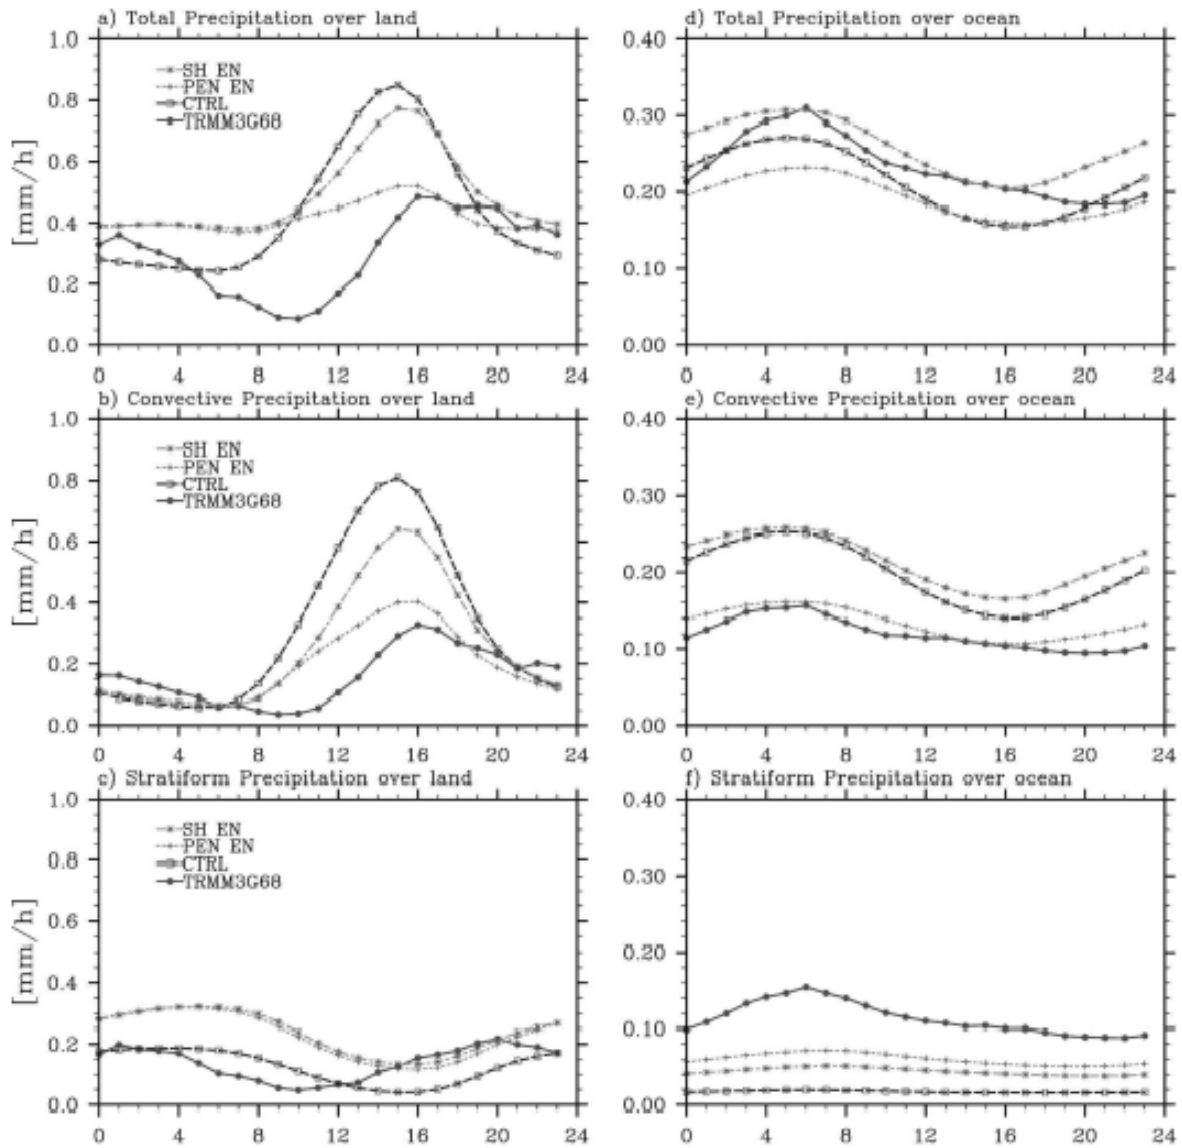 a) Total Precipitation over land
1.0
0.8
0.6
0.4
0.2
0.0
[mm/h]
SH EN
PEN EN
CTRL
TRMM3G68
0 4 8 12 16 20 24
d) Total Precipitation over ocean
0.40
0.30
0.20
0.10
0.00
0 4 8 12 16 20 24
b) Convective Precipitation over land
1.0
0.8
0.6
0.4
0.2
0.0
[mm/h]
SH EN
PEN EN
CTRL
TRMM3G68
0 4 8 12 16 20 24
e) Convective Precipitation over ocean
0.40
0.30
0.20
0.10
0.00
0 4 8 12 16 20 24
c) Stratiform Precipitation over land
1.0
0.8
0.6
0.4
0.2
0.0
[mm/h]
SH EN
PEN EN
CTRL
TRMM3G68
0 4 8 12 16 20 24
f) Stratiform Precipitation over ocean
0.40
0.30
0.20
0.10
0.00
0 4 8 12 16 20 24